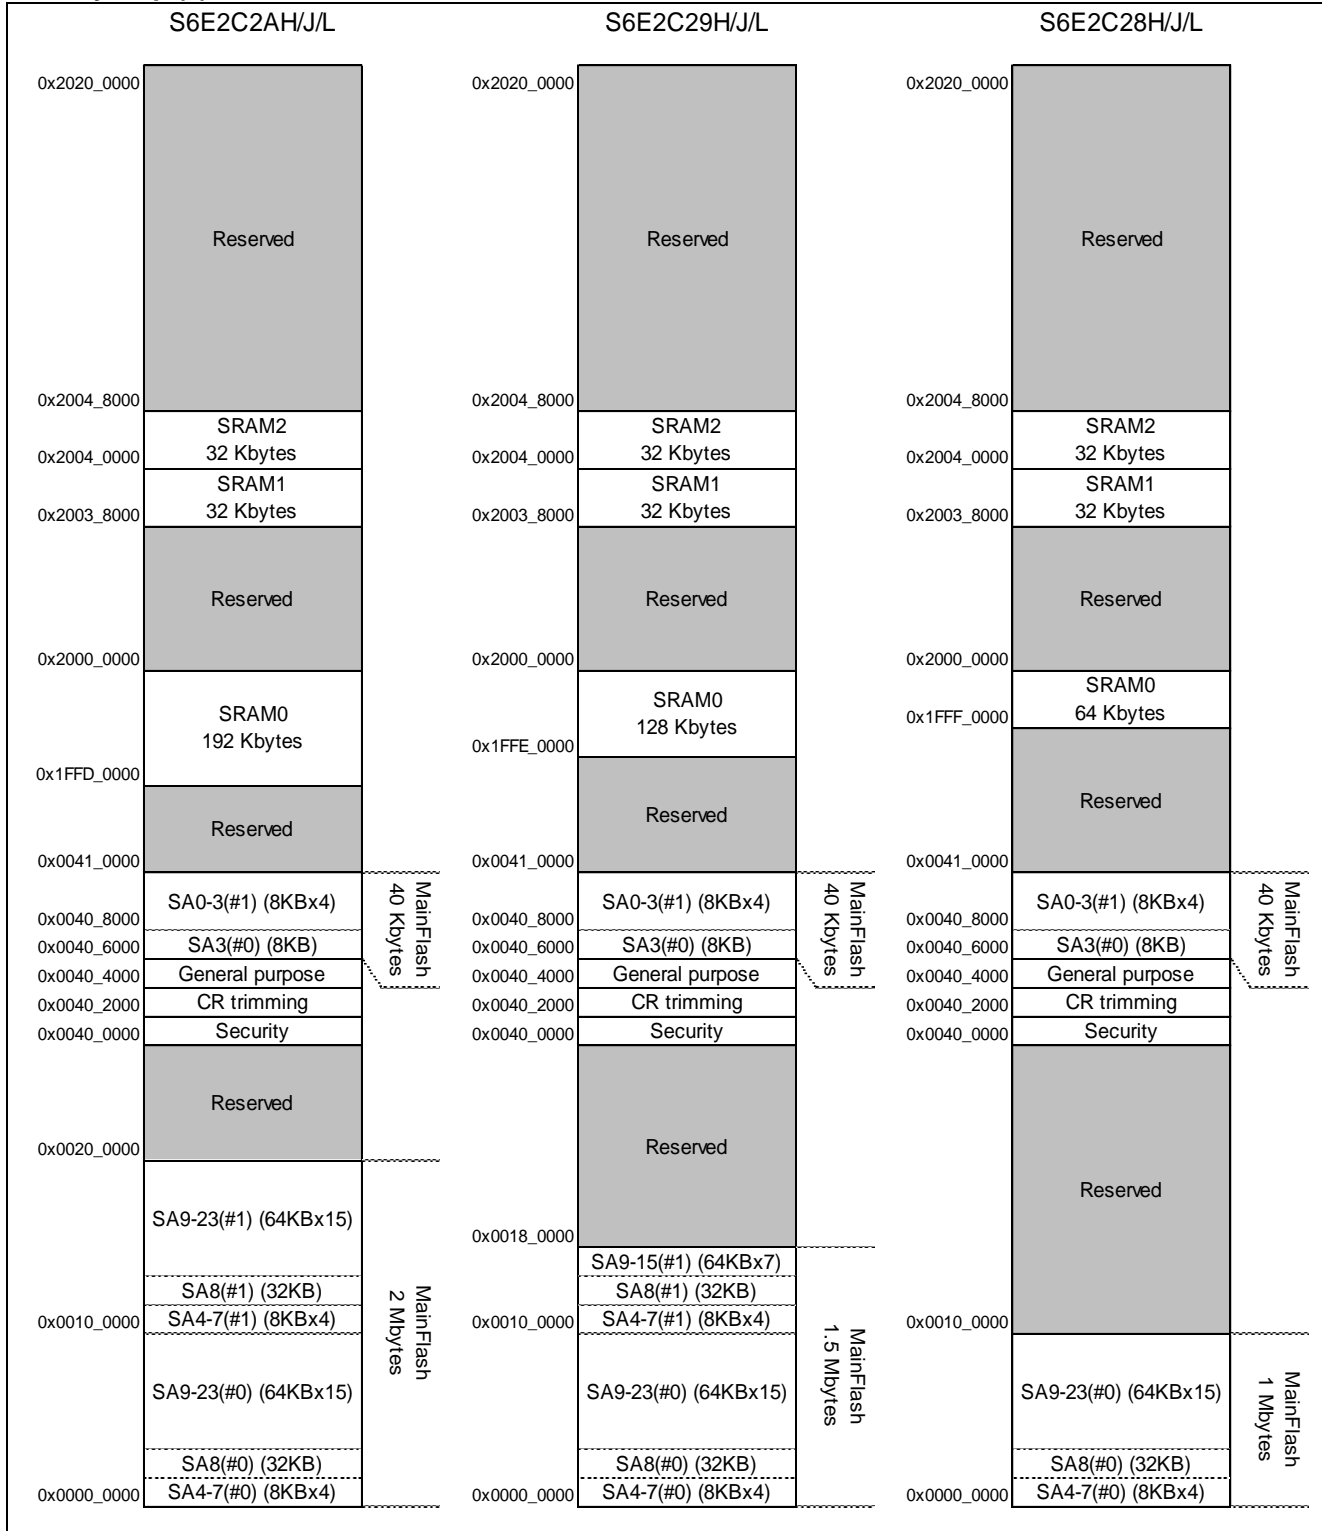 S6E2C2AH/J/L
0x2020_0000
Reserved
0x2004_8000
SRAM2
32 Kbytes
0x2004_0000
SRAM1
32 Kbytes
0x2003_8000
Reserved
0x2000_0000
SRAM0
192 Kbytes
0x1FFD_0000
Reserved
0x0041_0000
SA0-3(#1) (8KBx4)
0x0040_8000
SA3(#0) (8KB)
0x0040_6000
General purpose
0x0040_4000
CR trimming
0x0040_2000
Security
0x0040_0000
MainFlash
40 Kbytes
Reserved
0x0020_0000
SA9-23(#1) (64KBx15)
SA8(#1) (32KB)
SA4-7(#1) (8KBx4)
0x0010_0000
SA9-23(#0) (64KBx15)
SA8(#0) (32KB)
SA4-7(#0) (8KBx4)
0x0000_0000
MainFlash
2 Mbytes
S6E2C29H/J/L
0x2020_0000
Reserved
0x2004_8000
SRAM2
32 Kbytes
0x2004_0000
SRAM1
32 Kbytes
0x2003_8000
Reserved
0x2000_0000
SRAM0
128 Kbytes
0x1FFE_0000
Reserved
0x0041_0000
SA0-3(#1) (8KBx4)
0x0040_8000
SA3(#0) (8KB)
0x0040_6000
General purpose
0x0040_4000
CR trimming
0x0040_2000
Security
0x0040_0000
MainFlash
40 Kbytes
Reserved
0x0018_0000
SA9-15(#1) (64KBx7)
SA8(#1) (32KB)
SA4-7(#1) (8KBx4)
0x0010_0000
SA9-23(#0) (64KBx15)
SA8(#0) (32KB)
SA4-7(#0) (8KBx4)
0x0000_0000
MainFlash
1.5 Mbytes
S6E2C28H/J/L
0x2020_0000
Reserved
0x2004_8000
SRAM2
32 Kbytes
0x2004_0000
SRAM1
32 Kbytes
0x2003_8000
Reserved
0x2000_0000
SRAM0
64 Kbytes
0x1FFF_0000
Reserved
0x0041_0000
SA0-3(#1) (8KBx4)
0x0040_8000
SA3(#0) (8KB)
0x0040_6000
General purpose
0x0040_4000
CR trimming
0x0040_2000
Security
0x0040_0000
MainFlash
40 Kbytes
Reserved
0x0010_0000
SA9-23(#0) (64KBx15)
SA8(#0) (32KB)
SA4-7(#0) (8KBx4)
0x0000_0000
MainFlash
1 Mbytes